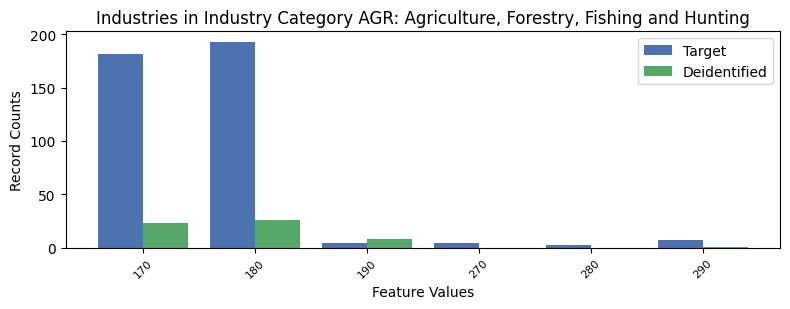 Industries in Industry Category AGR: Agriculture, Forestry, Fishing and Hunting
Target
Deidentified
Record Counts
200
150
100
50
0
170
180
190
270
280
290
Feature Values